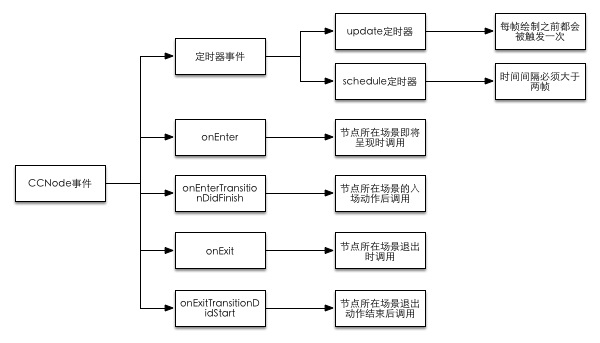 update定时器
每帧绘制之前都会
被触发一次
定时器事件
schedule定时器
时间间隔必须大于
两帧
onEnter
节点所在场景即将
呈现时调用
CCNode事件
onEnterTransitio
nDidFinish
节点所在场景的入
场动作后调用
onExit
节点所在场景退出
时调用
onExitTransitionD
idStart
节点所在场景退出
动作结束后调用